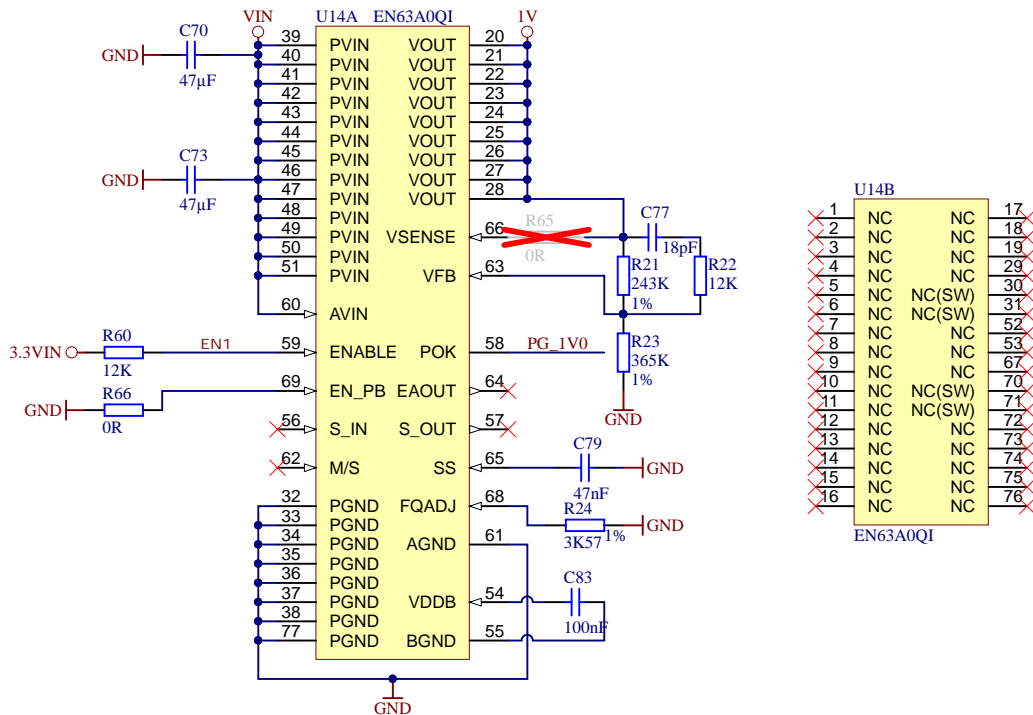 VIN U14A EN63A0QI 1V
C70
GND
47µF
C73
GND
47µF
39 PVIN VOUT 20
40 PVIN VOUT 21
41 PVIN VOUT 22
42 PVIN VOUT 23
43 PVIN VOUT 24
44 PVIN VOUT 25
45 PVIN VOUT 26
46 PVIN VOUT 27
47 PVIN VOUT 28
48 PVIN
49 PVIN VSENSE 66
50 PVIN
51 PVIN VFB 63
60 AVIN
59 ENABLE POK 58
69 EN_PB EAOUT 64
56 S_IN S_OUT 57
62 M/S SS 65
32 PGND FQADJ 68
33 PGND
34 PGND AGND 61
35 PGND
36 PGND
37 PGND VDDB 54
38 PGND
77 PGND BGND 55
3.3VIN R60 EN1
12K
GND R66
0R
R65
0R
C77
18pF
R21
243K
1%
R22
12K
PG_1V0
R23
365K
1%
GND
C79
47nF
GND
R24
3K57 1%
GND
C83
100nF
GND
U14B
1 NC NC 17
2 NC NC 18
3 NC NC 19
4 NC NC 29
5 NC NC(SW) 30
6 NC NC(SW) 31
7 NC NC 52
8 NC NC 53
9 NC NC 67
10 NC NC(SW) 70
11 NC NC(SW) 71
12 NC NC 72
13 NC NC 73
14 NC NC 74
15 NC NC 75
16 NC NC 76
EN63A0QI